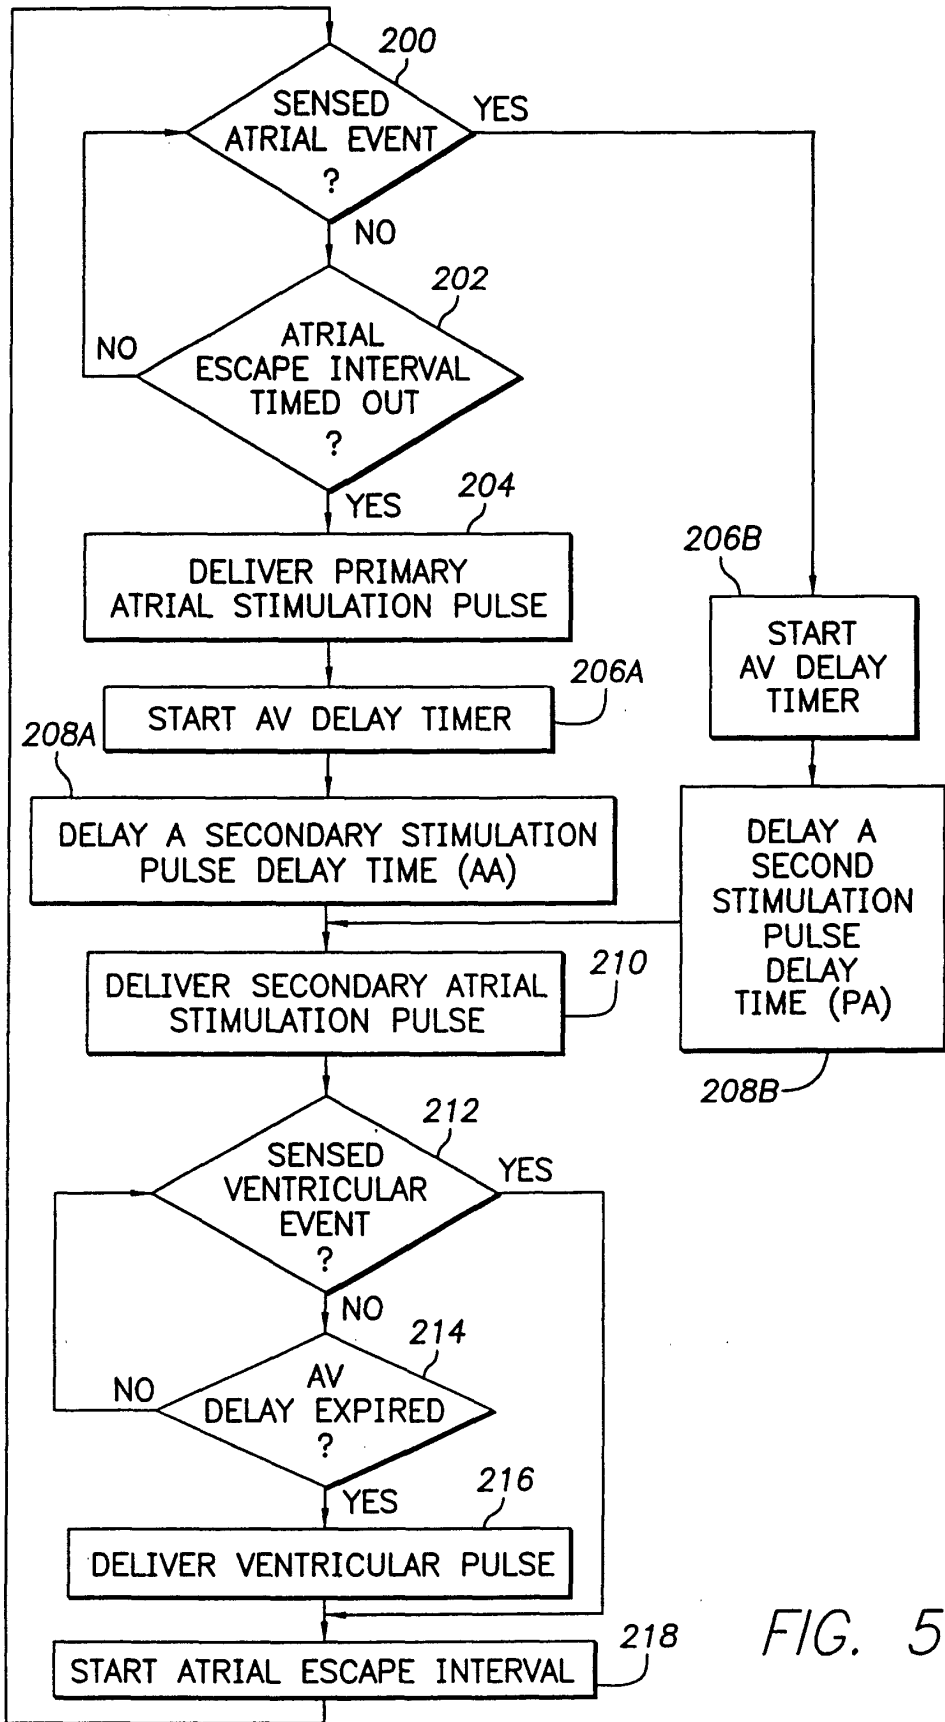 200
SENSED
ATRIAL EVENT
?
YES
NO
202
ATRIAL
ESCAPE INTERVAL
TIMED OUT
?
NO
YES
204
DELIVER PRIMARY
ATRIAL STIMULATION PULSE
206B
START
AV DELAY
TIMER
206A
START AV DELAY TIMER
208A
DELAY A SECONDARY STIMULATION
PULSE DELAY TIME (AA)
DELAY A
SECOND
STIMULATION
PULSE
DELAY
TIME (PA)
208B
210
DELIVER SECONDARY ATRIAL
STIMULATION PULSE
212
SENSED
VENTRICULAR
EVENT
?
YES
NO
214
AV
DELAY EXPIRED
?
NO
YES
216
DELIVER VENTRICULAR PULSE
218
START ATRIAL ESCAPE INTERVAL
FIG. 5